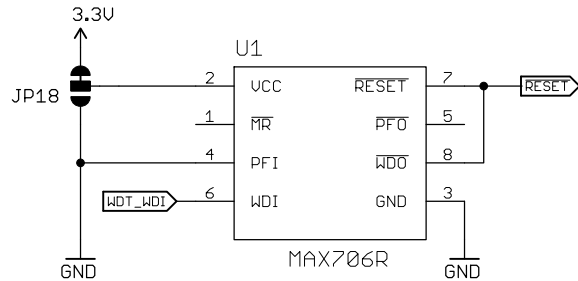 3.3V
U1
JP18
2 VCC RESET 7 RESET
1 MR PFO 5
4 PFI WDO 8
WDT_WDI 6 WDI GND 3
MAX706R
GND GND